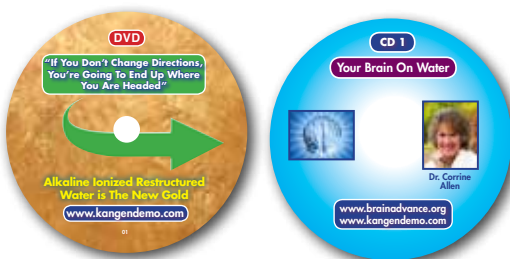 DVD
“If You Don’t Change Directions,
You’re Going To End Up Where
You Are Headed”
Alkaline Ionized Restructured
Water is The New Gold
www.kangendemo.com
01
CD 1
Your Brain On Water
Dr. Corrine
Allen
www.brainadvance.org
www.kangendemo.com